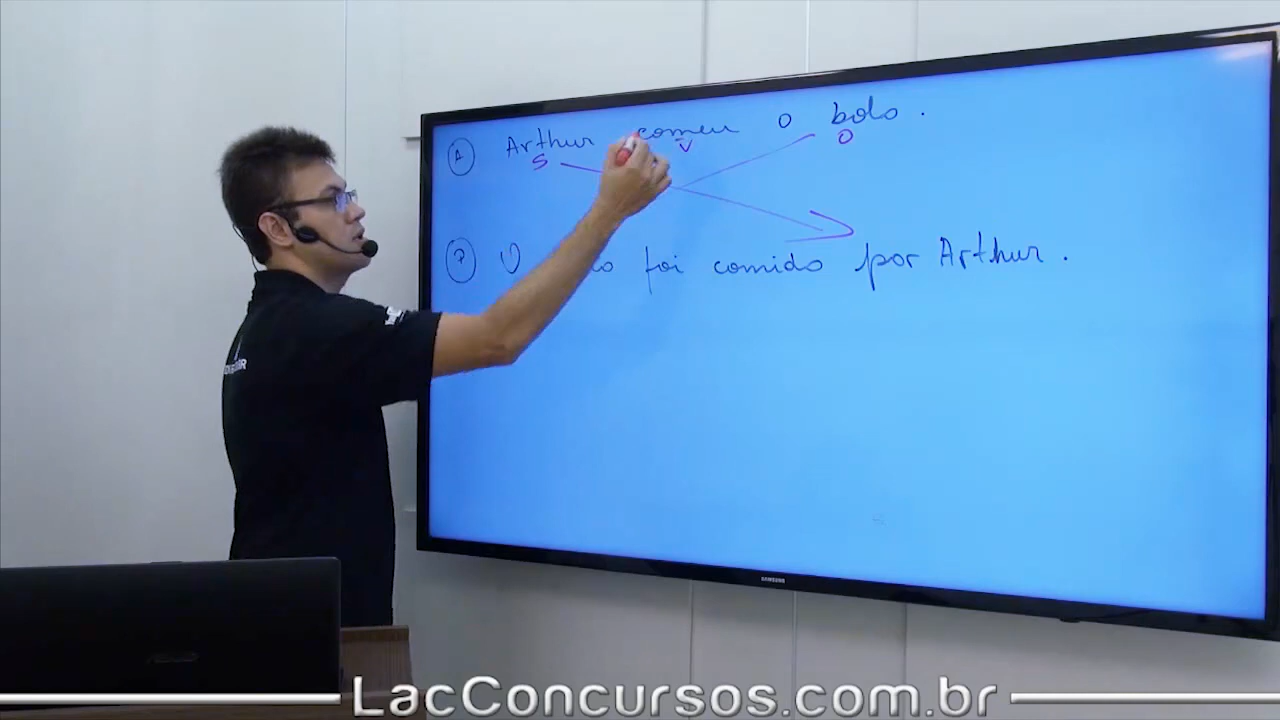 A Arthur comeu o bolo.
S V O
P foi comido por Arthur.
SAMSUNG
LacConcursos.com.br